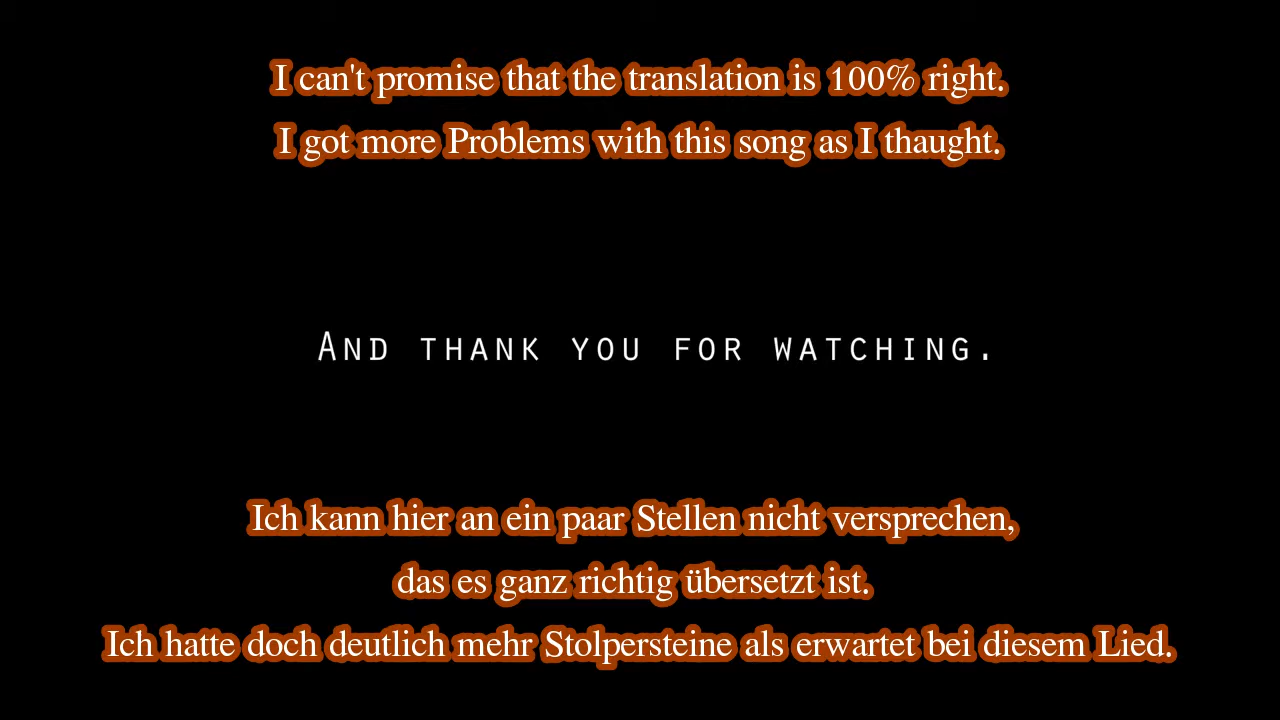 I can't promise that the translation is 100% right.
I got more Problems with this song as I thaught.
And thank you for watching.
Ich kann hier an ein paar Stellen nicht versprechen,
das es ganz richtig übersetzt ist.
Ich hatte doch deutlich mehr Stolpersteine als erwartet bei diesem Lied.